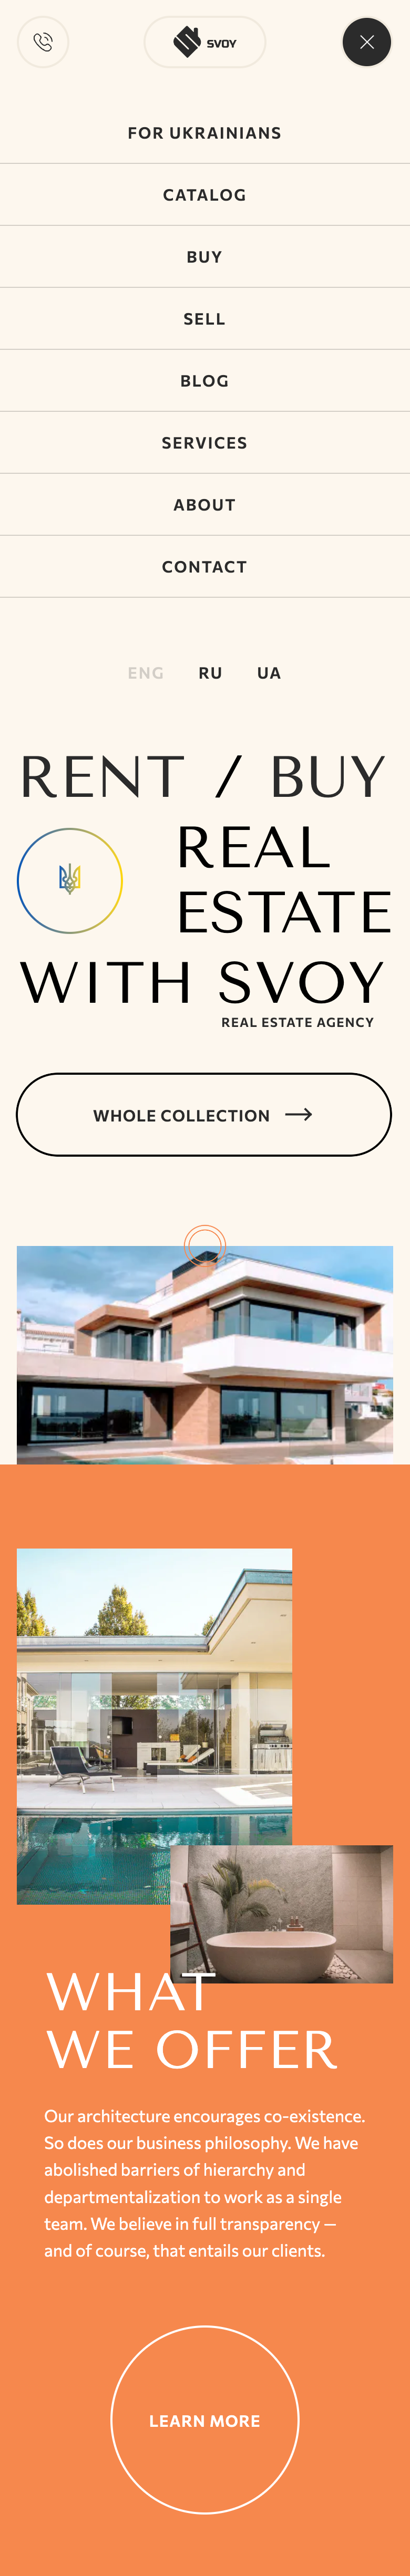 SVOY
FOR UKRAINIANS
CATALOG
BUY
SELL
BLOG
SERVICES
ABOUT
CONTACT
ENG RU UA
RENT / BUY
REAL
ESTATE
WITH SVOY
REAL ESTATE AGENCY
WHOLE COLLECTION
WHAT
WE OFFER
Our architecture encourages co-existence.
So does our business philosophy. We have
abolished barriers of hierarchy and
departmentalization to work as a single
team. We believe in full transparency —
and of course, that entails our clients.
LEARN MORE